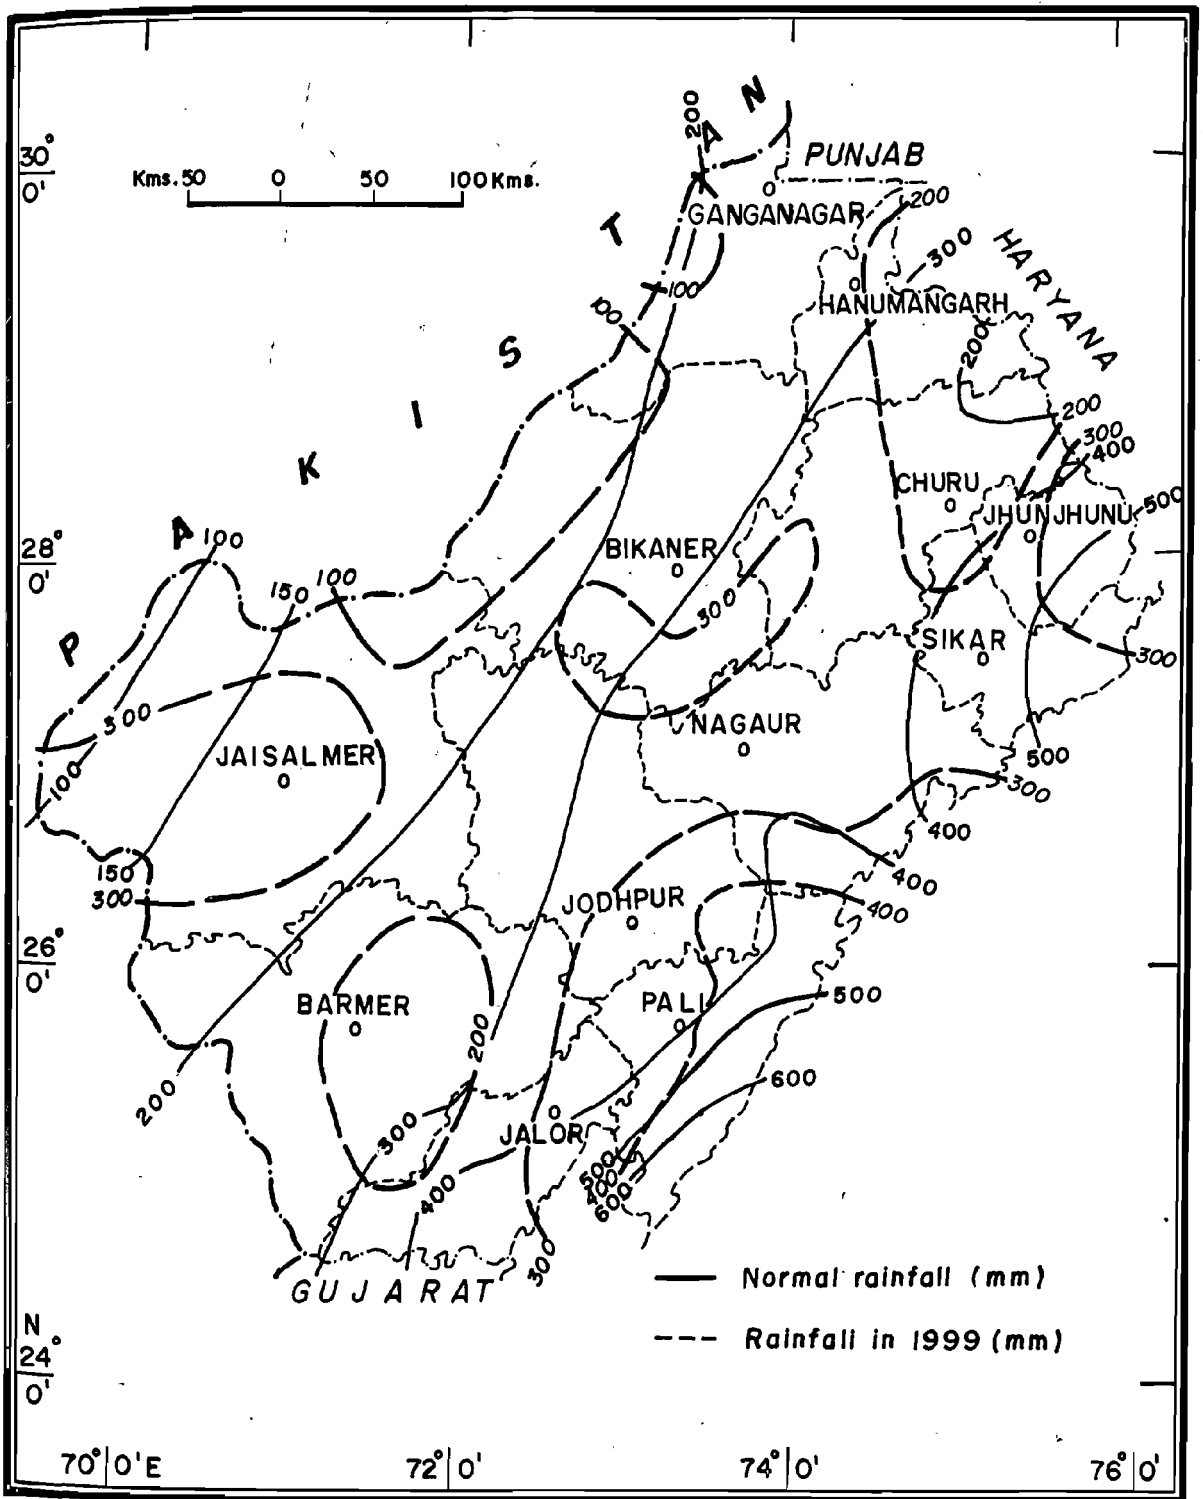 200
P A K I S T A N
30° 0'
Kms. 50 0 50 100 Kms.
PUNJAB
GANGANAGAR
200
300
HARYANA
100
100
HANUMANGARH
200
200
300
400
CHURU
500
JHUNJHUNU
100
28° 0'
150
100
BIKANER
300
SIKAR
300
300
NAGAUR
JAISALMER
500
100
300
400
150
300
400
JODHPUR
400
26° 0'
BARMER
PALI
500
200
600
200
300
JALOR
400
500
400
600
300
GUJARAT
Normal rainfall (mm)
Rainfall in 1999 (mm)
N
24° 0'
70° 0' E
72° 0'
74° 0'
76° 0'